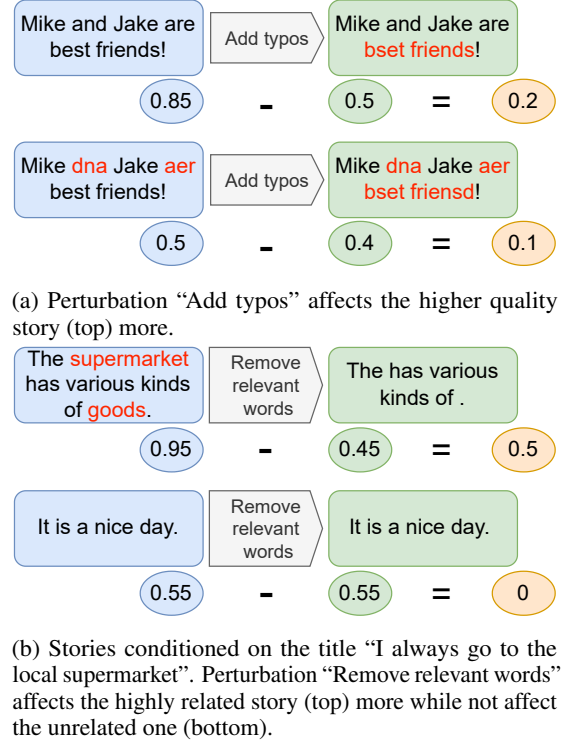 Mike and Jake are
best friends!
Add typos
Mike and Jake are
bset friends!
0.85
-
0.5
=
0.2
Mike dna Jake aer
best friends!
Add typos
Mike dna Jake aer
bset friensd!
0.5
-
0.4
=
0.1
(a) Perturbation “Add typos” affects the higher quality
story (top) more.
The supermarket
has various kinds
of goods.
Remove
relevant
words
The has various
kinds of .
0.95
-
0.45
=
0.5
It is a nice day.
Remove
relevant
words
It is a nice day.
0.55
-
0.55
=
0
(b) Stories conditioned on the title “I always go to the
local supermarket”. Perturbation “Remove relevant words”
affects the highly related story (top) more while not affect
the unrelated one (bottom).